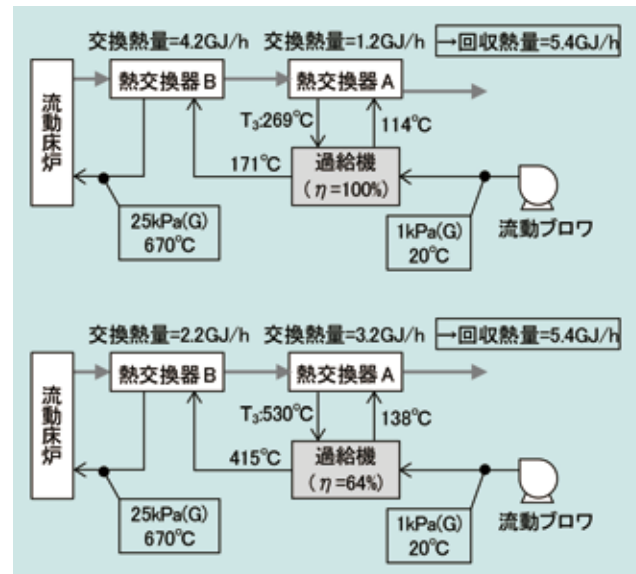 交換熱量=4.2GJ/h 交換熱量=1.2GJ/h →回収熱量=5.4GJ/h
流動床炉
熱交換器B
熱交換器A
T3:269℃
114℃
171℃
過給機
(η=100%)
25kPa(G)
670℃
1kPa(G)
20℃
流動ブロワ
交換熱量=2.2GJ/h 交換熱量=3.2GJ/h →回収熱量=5.4GJ/h
流動床炉
熱交換器B
熱交換器A
T3:530℃
138℃
415℃
過給機
(η=64%)
25kPa(G)
670℃
1kPa(G)
20℃
流動ブロワ